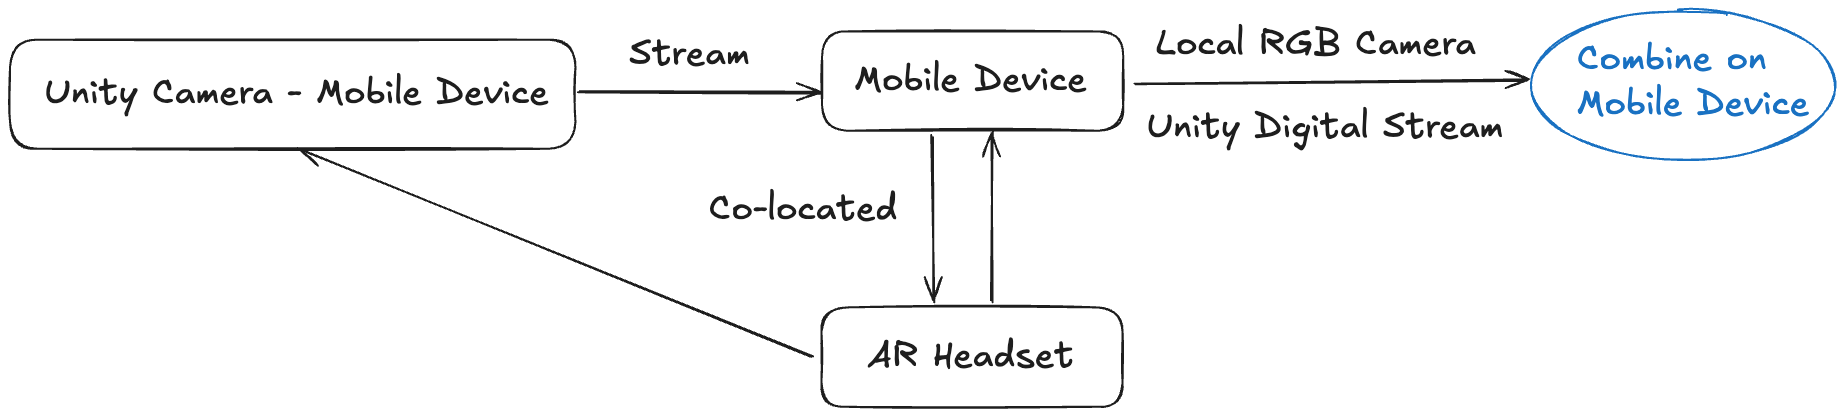 Unity Camera - Mobile Device
Stream
Mobile Device
Local RGB Camera
Unity Digital Stream
Combine on
Mobile Device
Co-located
AR Headset